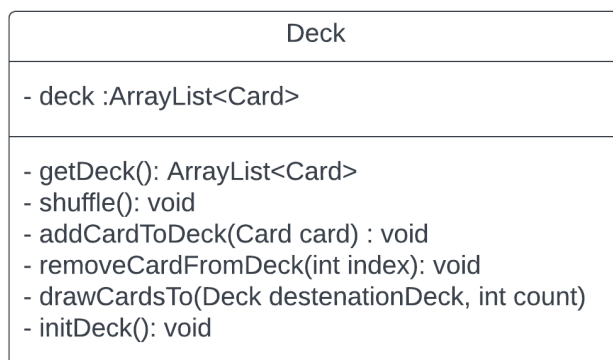 Deck
- deck :ArrayList<Card>
- getDeck(): ArrayList<Card>
- shuffle(): void
- addCardToDeck(Card card) : void
- removeCardFromDeck(int index): void
- drawCardsTo(Deck destenationDeck, int count)
- initDeck(): void